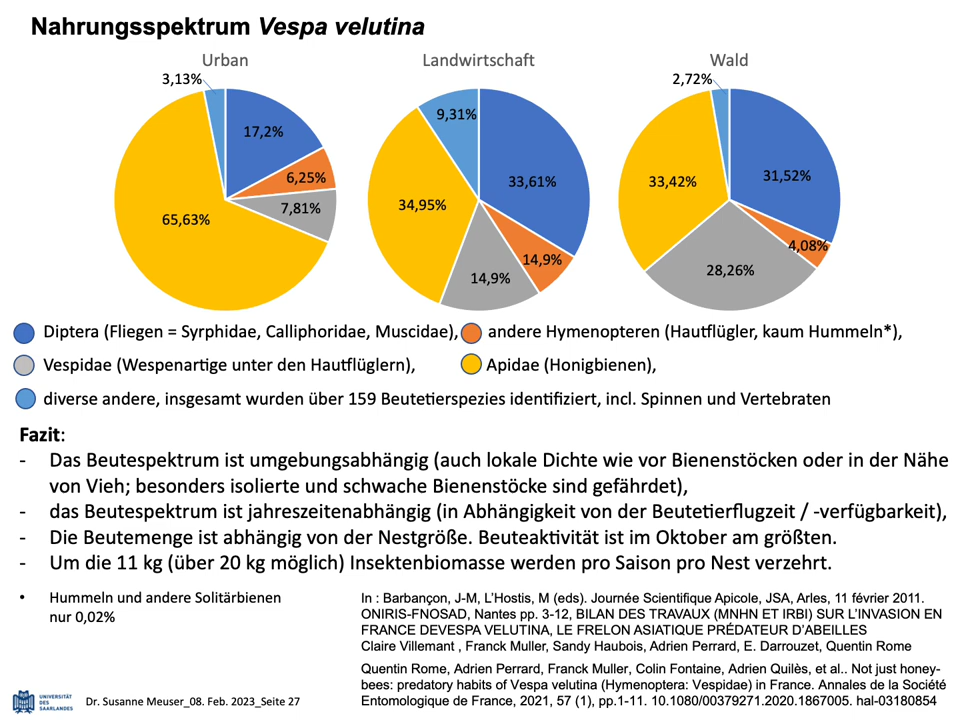 Nahrungsspektrum Vespa velutina
Urban
Landwirtschaft
Wald
3,13%
17,2%
6,25%
7,81%
65,63%
9,31%
33,61%
14,9%
14,9%
34,95%
2,72%
31,52%
4,08%
28,26%
33,42%
Diptera (Fliegen = Syrphidae, Calliphoridae, Muscidae), andere Hymenopteren (Hautflügler, kaum Hummeln*),
Vespidae (Wespenartige unter den Hautflüglern), Apidae (Honigbienen),
diverse andere, insgesamt wurden über 159 Beutetierspezies identifiziert, incl. Spinnen und Vertebraten
Fazit:
- Das Beutespektrum ist umgebungsabhängig (auch lokale Dichte wie vor Bienenstöcken oder in der Nähe
von Vieh; besonders isolierte und schwache Bienenstöcke sind gefährdet),
- das Beutespektrum ist jahreszeitenabhängig (in Abhängigkeit von der Beutetierflugzeit / -verfügbarkeit),
- Die Beutemenge ist abhängig von der Nestgröße. Beuteaktivität ist im Oktober am größten.
- Um die 11 kg (über 20 kg möglich) Insektenbiomasse werden pro Saison pro Nest verzehrt.
• Hummeln und andere Solitärbienen
nur 0,02%
In : Barbançon, J-M, L'Hostis, M (eds). Journée Scientifique Apicole, JSA, Arles, 11 février 2011.
ONIRIS-FNOSAD, Nantes pp. 3-12, BILAN DES TRAVAUX (MNHN ET IRBI) SUR L'INVASION EN
FRANCE DEVESPA VELUTINA, LE FRELON ASIATIQUE PRÉDATEUR D'ABEILLES
Claire Villemant , Franck Muller, Sandy Haubois, Adrien Perrard, E. Darrouzet, Quentin Rome
Quentin Rome, Adrien Perrard, Franck Muller, Colin Fontaine, Adrien Quilès, et al.. Not just honey-
bees: predatory habits of Vespa velutina (Hymenoptera: Vespidae) in France. Annales de la Société
Entomologique de France, 2021, 57 (1), pp.1-11. 10.1080/00379271.2020.1867005. hal-03180854
UNIVERSITÄT
DES
SAARLANDES
Dr. Susanne Meuser_08. Feb. 2023_Seite 27